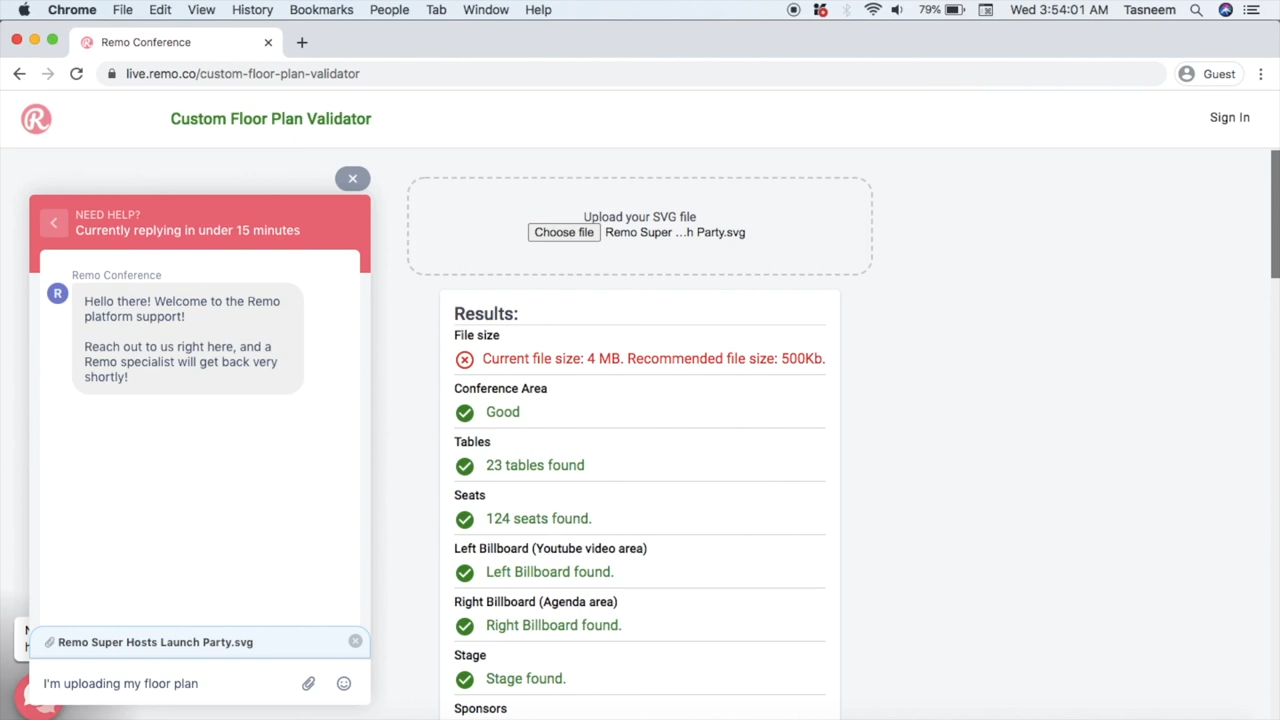 Chrome File Edit View History Bookmarks People Tab Window Help 79% Wed 3:54:01 AM Tasneem
Remo Conference
live.remo.co/custom-floor-plan-validator
Guest
R
Custom Floor Plan Validator
Sign In
NEED HELP?
Currently replying in under 15 minutes
Remo Conference
R
Hello there! Welcome to the Remo
platform support!
Reach out to us right here, and a
Remo specialist will get back very
shortly!
Remo Super Hosts Launch Party.svg
I'm uploading my floor plan
Upload your SVG file
Choose file Remo Super ...h Party.svg
Results:
File size
Current file size: 4 MB. Recommended file size: 500Kb.
Conference Area
Good
Tables
23 tables found
Seats
124 seats found.
Left Billboard (Youtube video area)
Left Billboard found.
Right Billboard (Agenda area)
Right Billboard found.
Stage
Stage found.
Sponsors